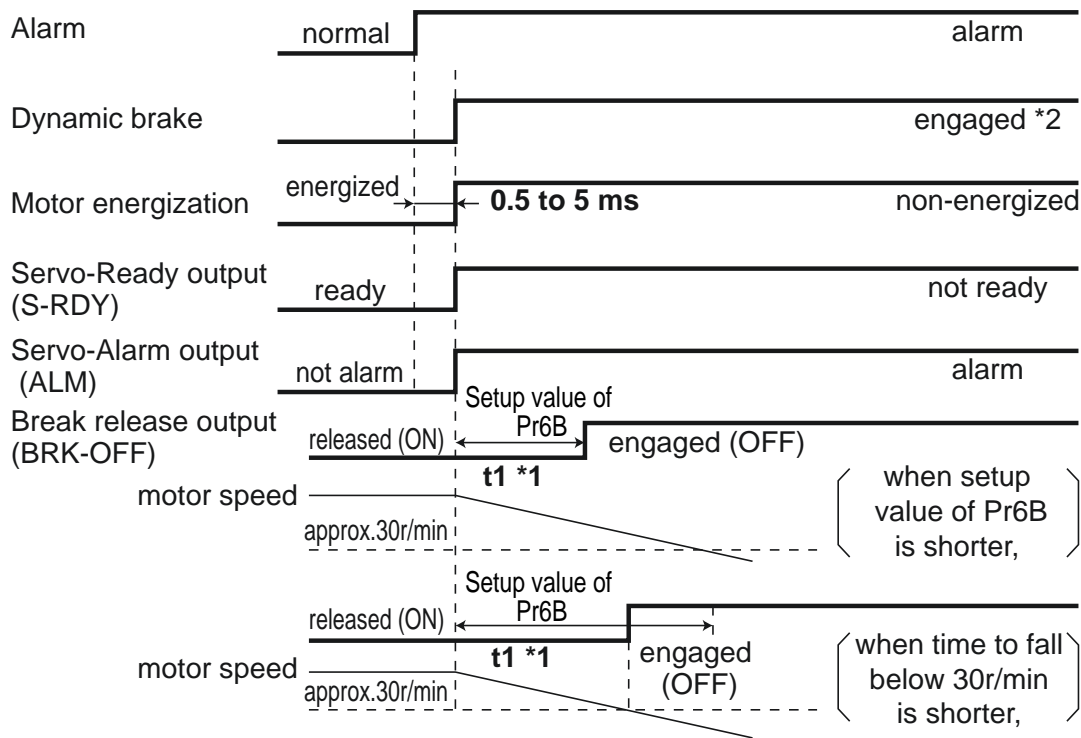 Alarm
normal
alarm
Dynamic brake
engaged *2
Motor energization
energized
0.5 to 5 ms
non-energized
Servo-Ready output
(S-RDY)
ready
not ready
Servo-Alarm output
(ALM)
not alarm
alarm
Break release output
(BRK-OFF)
released (ON)
Setup value of
Pr6B
engaged (OFF)
t1 *1
motor speed
approx.30r/min
when setup
value of Pr6B
is shorter,
released (ON)
Setup value of
Pr6B
t1 *1
engaged
(OFF)
motor speed
approx.30r/min
when time to fall
below 30r/min
is shorter,